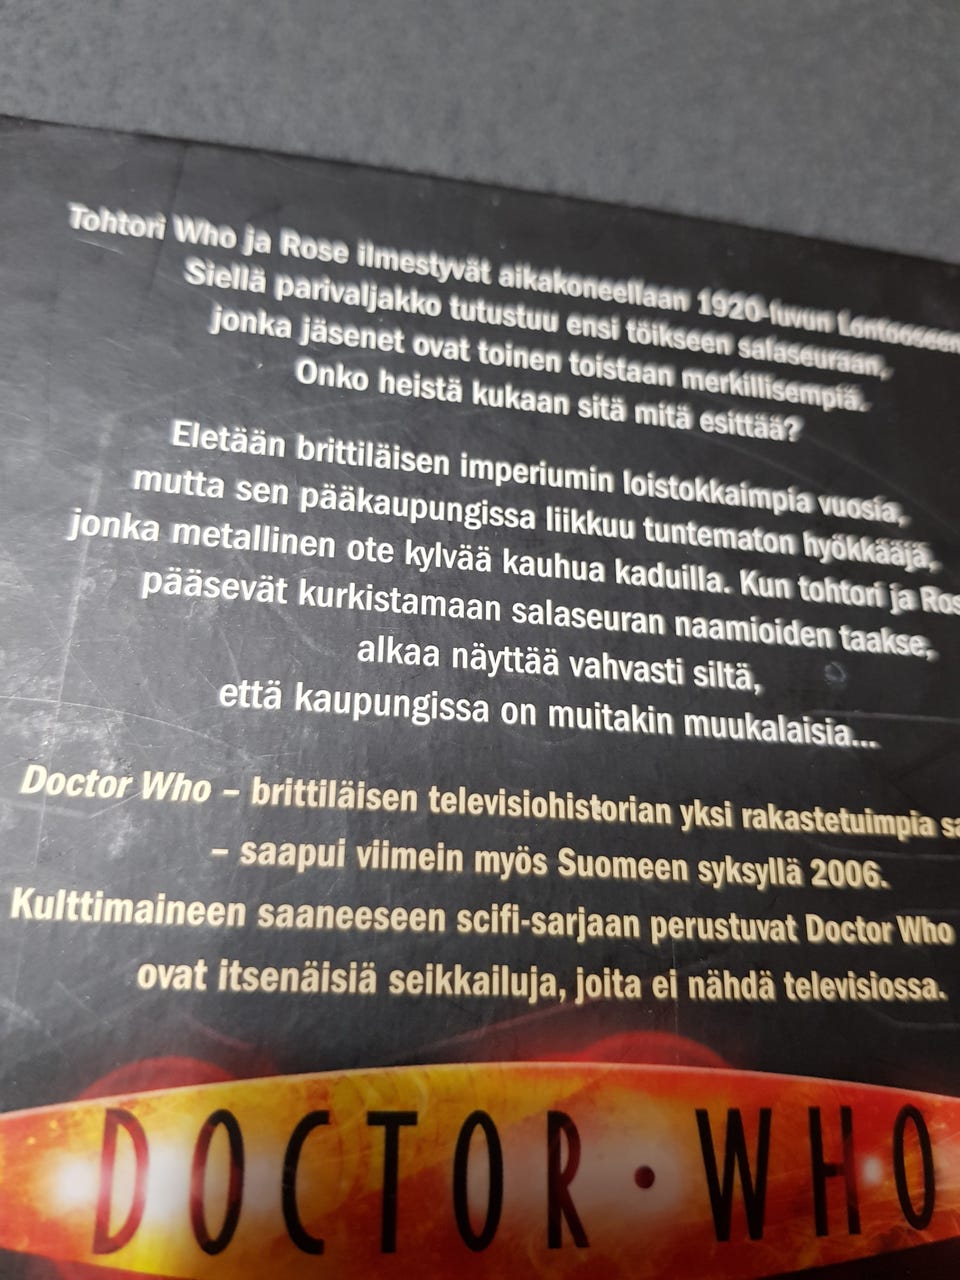 Tohtori Who ja Rose ilmestyvät aikakoneellaan 1920-luvun Lontooseen
Siellä parivaljakko tutustuu ensi töikseen salaseuraan,
jonka jäsenet ovat toinen toistaan merkillisempiä.
Onko heistä kukaan sitä mitä esittää?
Eletään brittiläisen imperiumin loistokkaimpia vuosia,
mutta sen pääkaupungissa liikkuu tuntematon hyökkääjä,
jonka metallinen ote kylvää kauhua kaduilla. Kun tohtori ja Ros
pääsevät kurkistamaan salaseuran naamioiden taakse,
alkaa näyttää vahvasti siltä,
että kaupungissa on muitakin muukalaisia...
Doctor Who – brittiläisen televisiohistorian yksi rakastetuimpia sa
– saapui viimein myös Suomeen syksyllä 2006.
Kulttimaineen saaneeseen scifi-sarjaan perustuvat Doctor Who
ovat itsenäisiä seikkailuja, joita ei nähdä televisiossa.
DOCTOR · WHO